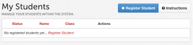 My Students
MANAGE YOUR STUDENTS WITHIN THE SYSTEM.
Register Student
Instructions
Status Name Class Actions
No registered students yet... Register Student